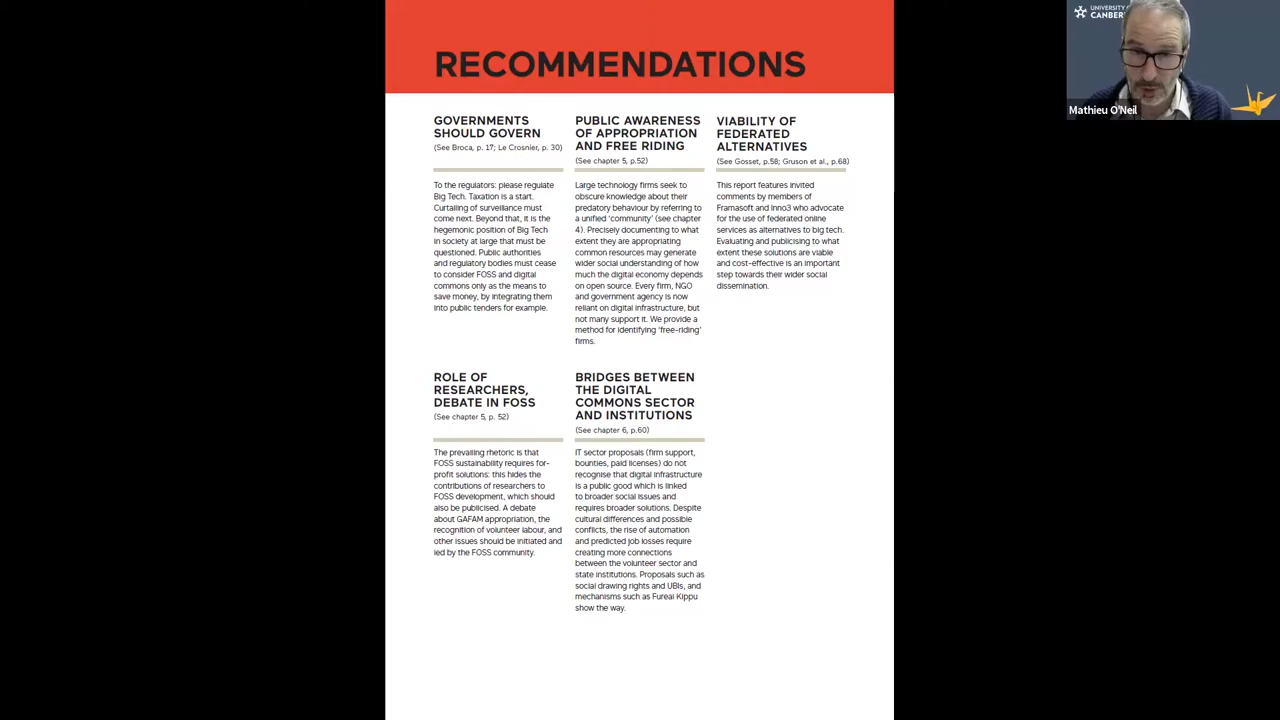 RECOMMENDATIONS
GOVERNMENTS
SHOULD GOVERN
(See Broca, p. 17; Le Crosnier, p. 30)
To the regulators: please regulate
Big Tech. Taxation is a start.
Curtailing of surveillance must
come next. Beyond that, it is the
hegemonic position of Big Tech
in society at large that must be
questioned. Public authorities
and regulatory bodies must cease
to consider FOSS and digital
commons only as the means to
save money, by integrating them
into public tenders for example.
PUBLIC AWARENESS
OF APPROPRIATION
AND FREE RIDING
(See chapter 5, p.52)
Large technology firms seek to
obscure knowledge about their
predatory behaviour by referring to
a unified ‘community’ (see chapter
4). Precisely documenting to what
extent they are appropriating
common resources may generate
wider social understanding of how
much the digital economy depends
on open source. Every firm, NGO
and government agency is now
reliant on digital infrastructure, but
not many support it. We provide a
method for identifying ‘free-riding’
firms.
VIABILITY OF
FEDERATED
ALTERNATIVES
(See Gosset, p.58; Gruson et al., p.68)
This report features invited
comments by members of
Framasoft and Inno3 who advocate
for the use of federated online
services as alternatives to big tech.
Evaluating and publicising to what
extent these solutions are viable
and cost-effective is an important
step towards their wider social
dissemination.
ROLE OF
RESEARCHERS,
DEBATE IN FOSS
(See chapter 5, p. 52)
The prevailing rhetoric is that
FOSS sustainability requires for-
profit solutions: this hides the
contributions of researchers to
FOSS development, which should
also be publicised. A debate
about GAFAM appropriation, the
recognition of volunteer labour, and
other issues should be initiated and
led by the FOSS community.
BRIDGES BETWEEN
THE DIGITAL
COMMONS SECTOR
AND INSTITUTIONS
(See chapter 6, p.60)
IT sector proposals (firm support,
bounties, paid licenses) do not
recognise that digital infrastructure
is a public good which is linked
to broader social issues and
requires broader solutions. Despite
cultural differences and possible
conflicts, the rise of automation
and predicted job losses require
creating more connections
between the volunteer sector and
state institutions. Proposals such as
social drawing rights and UBIs, and
mechanisms such as Fureai Kippu
show the way.
UNIVERSITY
Mathieu O'Neil